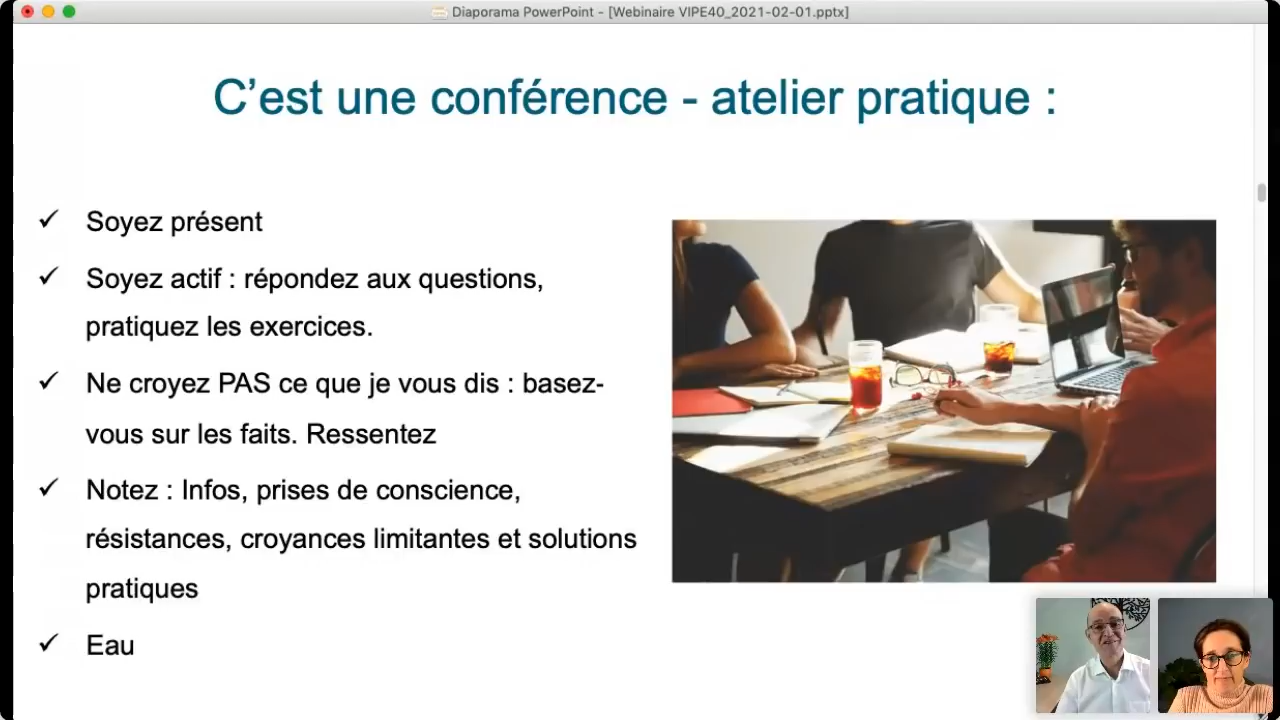 Diaporama PowerPoint - [Webinaire VIPE40_2021-02-01.pptx]
C’est une conférence - atelier pratique :
✓ Soyez présent
✓ Soyez actif : répondez aux questions,
pratiquez les exercices.
✓ Ne croyez PAS ce que je vous dis : basez-
vous sur les faits. Ressentez
✓ Notez : Infos, prises de conscience,
résistances, croyances limitantes et solutions
pratiques
✓ Eau